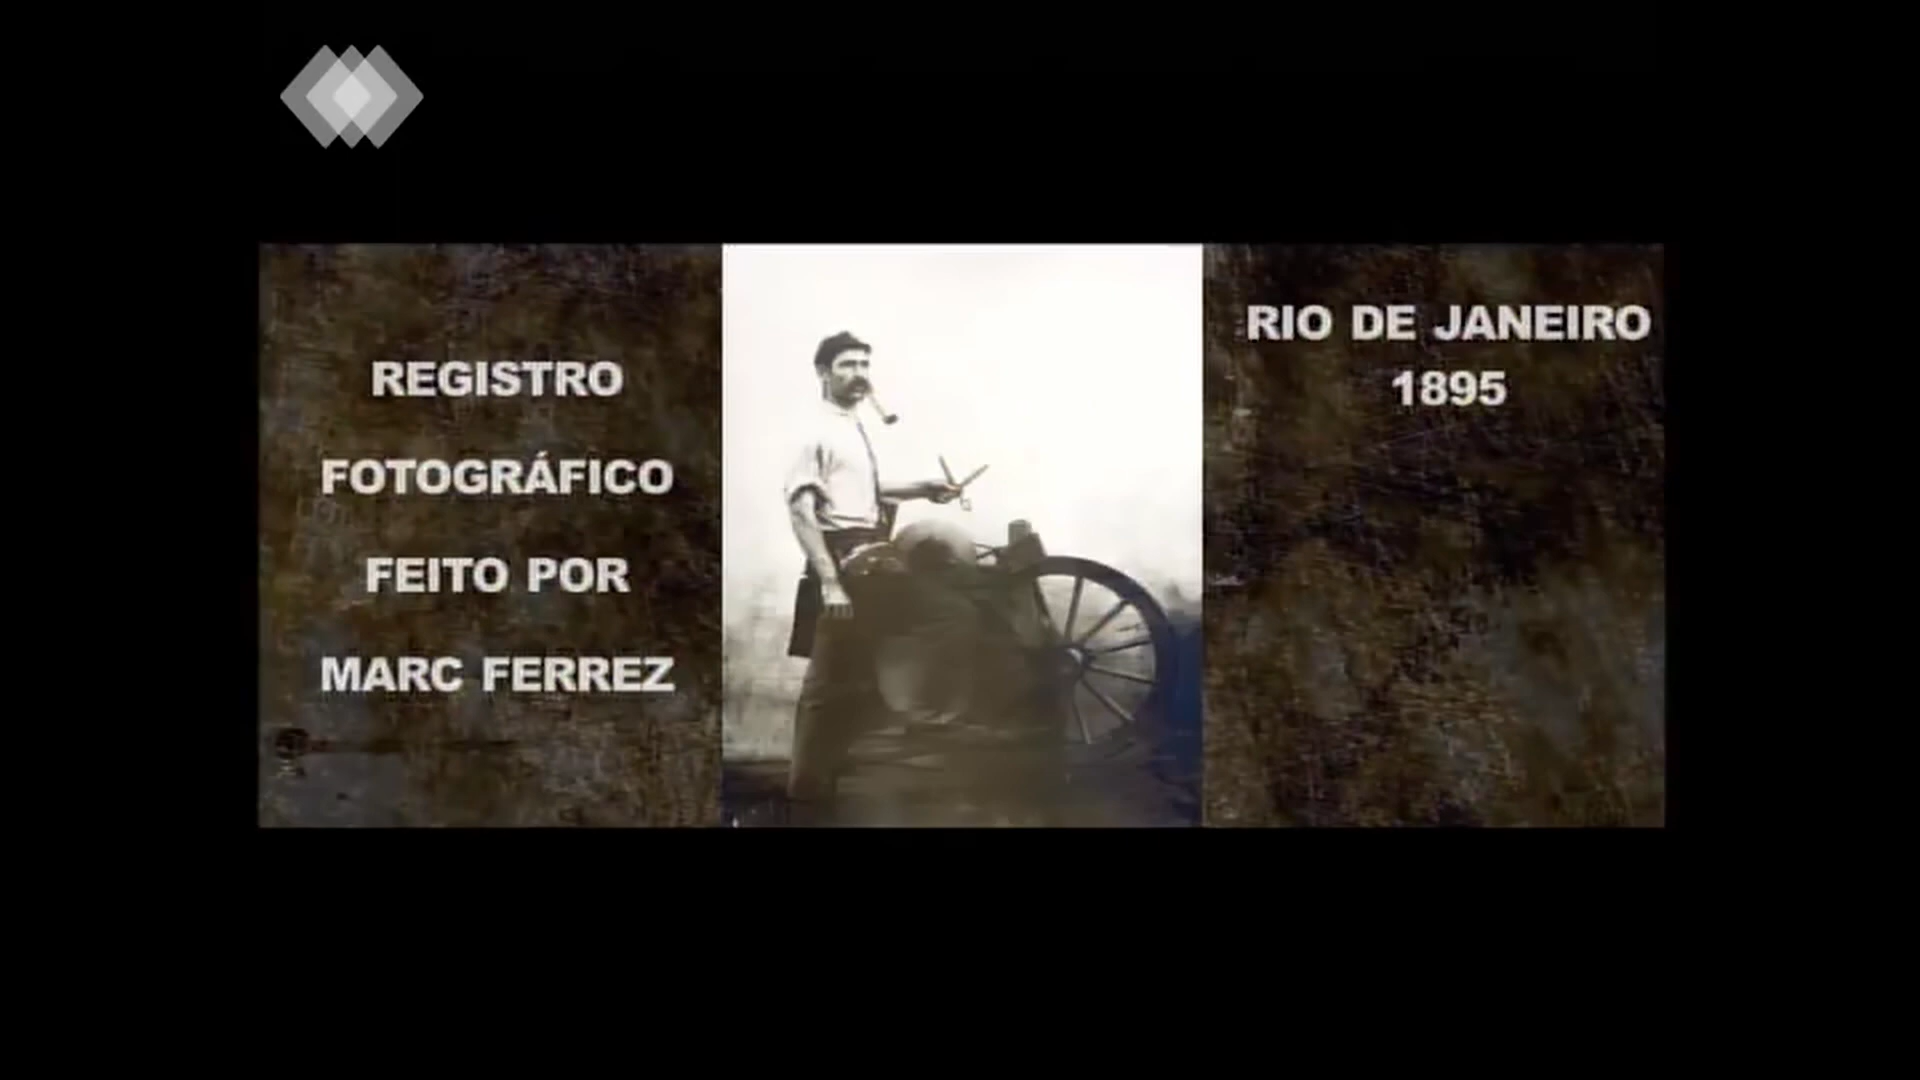 REGISTRO
FOTOGRÁFICO
FEITO POR
MARC FERREZ
RIO DE JANEIRO
1895